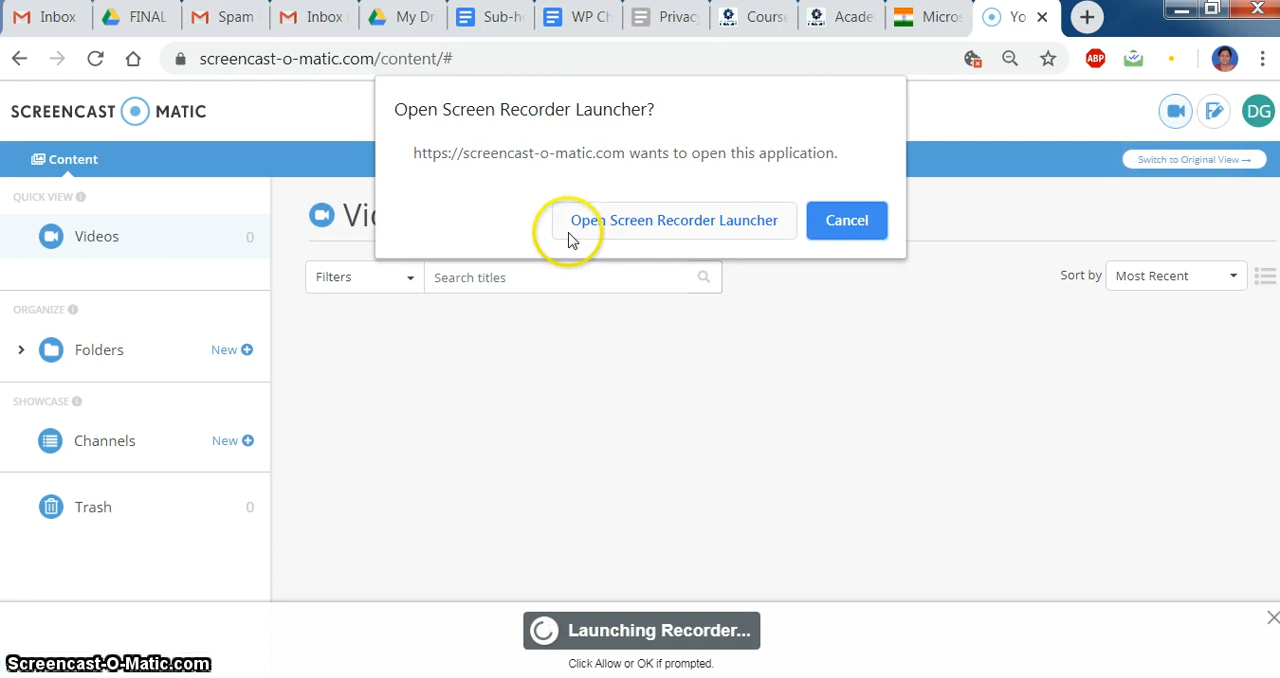 Inbox FINAL Spam Inbox My Dr Sub-h WP Ch Privac Course Acade Micros Yo
screencast-o-matic.com/content/#
ABP
SCREENCAST MATIC
DG
Open Screen Recorder Launcher?
https://screencast-o-matic.com wants to open this application.
Open Screen Recorder Launcher Cancel
Content
Switch to Original View →
QUICK VIEW
Videos 0
Vi
Filters
Search titles
Sort by Most Recent
ORGANIZE
Folders New
SHOWCASE
Channels New
Trash 0
Launching Recorder...
Click Allow or OK if prompted.
Screencast-O-Matic.com